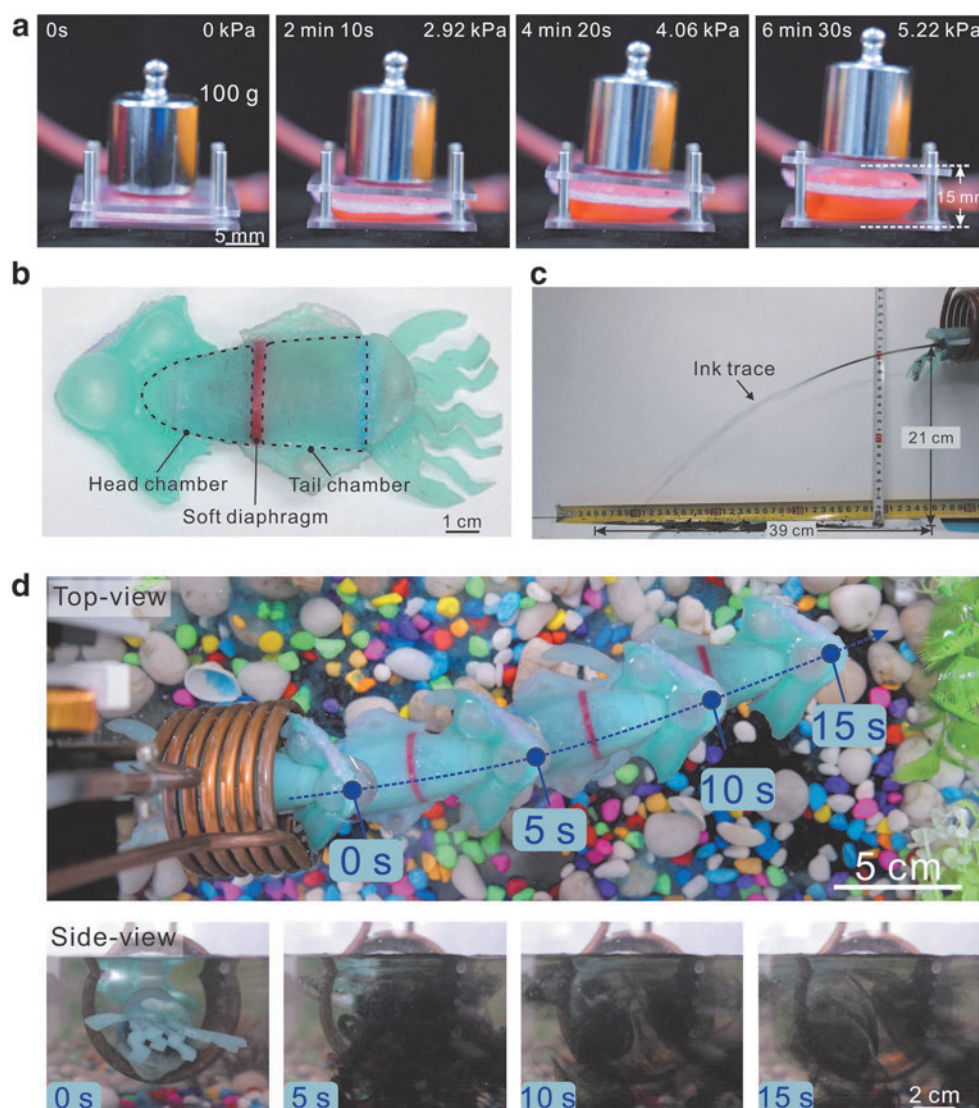 a
0s 0 kPa
100 g
5 mm
2 min 10s 2.92 kPa
4 min 20s 4.06 kPa
6 min 30s 5.22 kPa
15 mm
b
Head chamber
Tail chamber
Soft diaphragm
1 cm
c
Ink trace
21 cm
39 cm
d
Top-view
0 s
5 s
10 s
15 s
5 cm
Side-view
0 s
5 s
10 s
15 s
2 cm